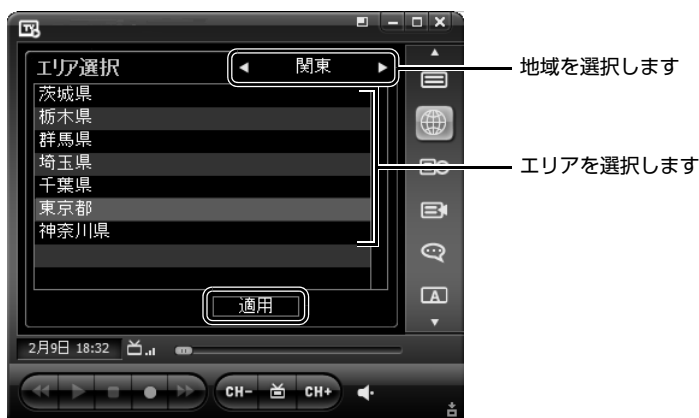 TV
エリア選択
関東
地域を選択します
茨城県
栃木県
群馬県
埼玉県
千葉県
東京都
神奈川県
エリアを選択します
適用
A
2月9日 18:32
CH-
CH+